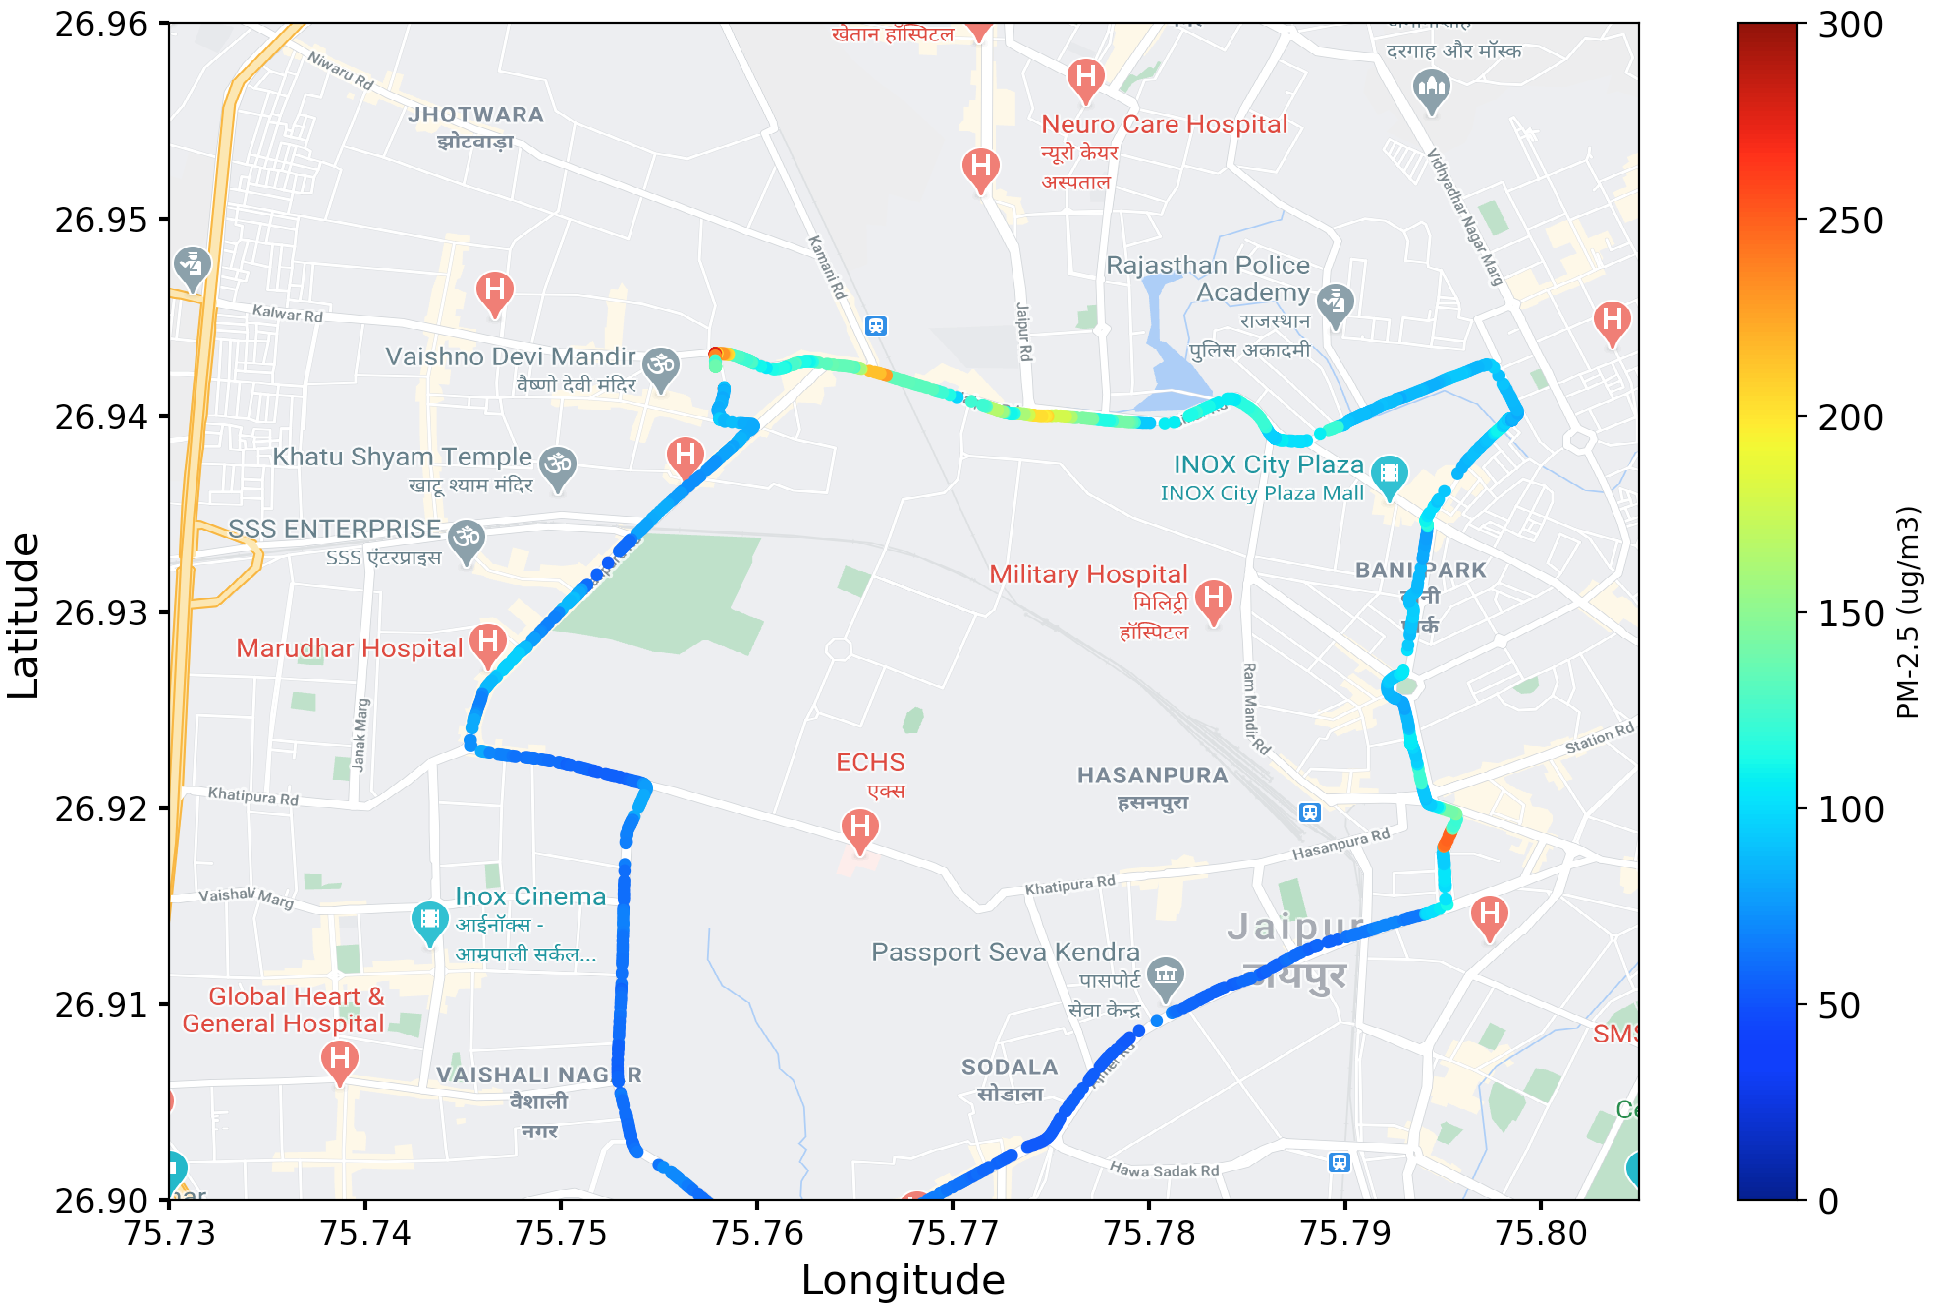 26.96
26.95
26.94
26.93
26.92
26.91
26.90
Latitude
75.73
75.74
75.75
75.76
75.77
75.78
75.79
75.80
Longitude
300
250
200
150
100
50
0
PM-2.5 (ug/m3)
खेतान हॉस्पिटल
दरगाह और मॉस्क
Niwaru Rd
JHOTWARA
झोटवाड़ा
Neuro Care Hospital
न्यूरो केयर
अस्पताल
Vidhyadhar Nagar Marg
Kamani Rd
Rajasthan Police
Academy
राजस्थान
पुलिस अकादमी
Kalwar Rd
Jaipur Rd
Vaishno Devi Mandir
वैष्णो देवी मंदिर
Khatu Shyam Temple
खाटू श्याम मंदिर
INOX City Plaza
INOX City Plaza Mall
SSS ENTERPRISE
SSS एंटरप्राइस
Military Hospital
मिलिट्री
हॉस्पिटल
BANI PARK
Marudhar Hospital
Janak Marg
Ram Mandir Rd
Station Rd
ECHS
एक्स
HASANPURA
हसनपुरा
Khatipura Rd
Hasanpura Rd
Khatipura Rd
Vaishali Marg
Inox Cinema
आईनॉक्स -
आम्रपाली सर्कल...
Jaipur
जयपुर
Passport Seva Kendra
पासपोर्ट
सेवा केन्द्र
Global Heart &
General Hospital
SMS
SODALA
सोडाला
Ajmer Rd
VAISHALI NAGAR
वैशाली
नगर
Hawa Sadak Rd